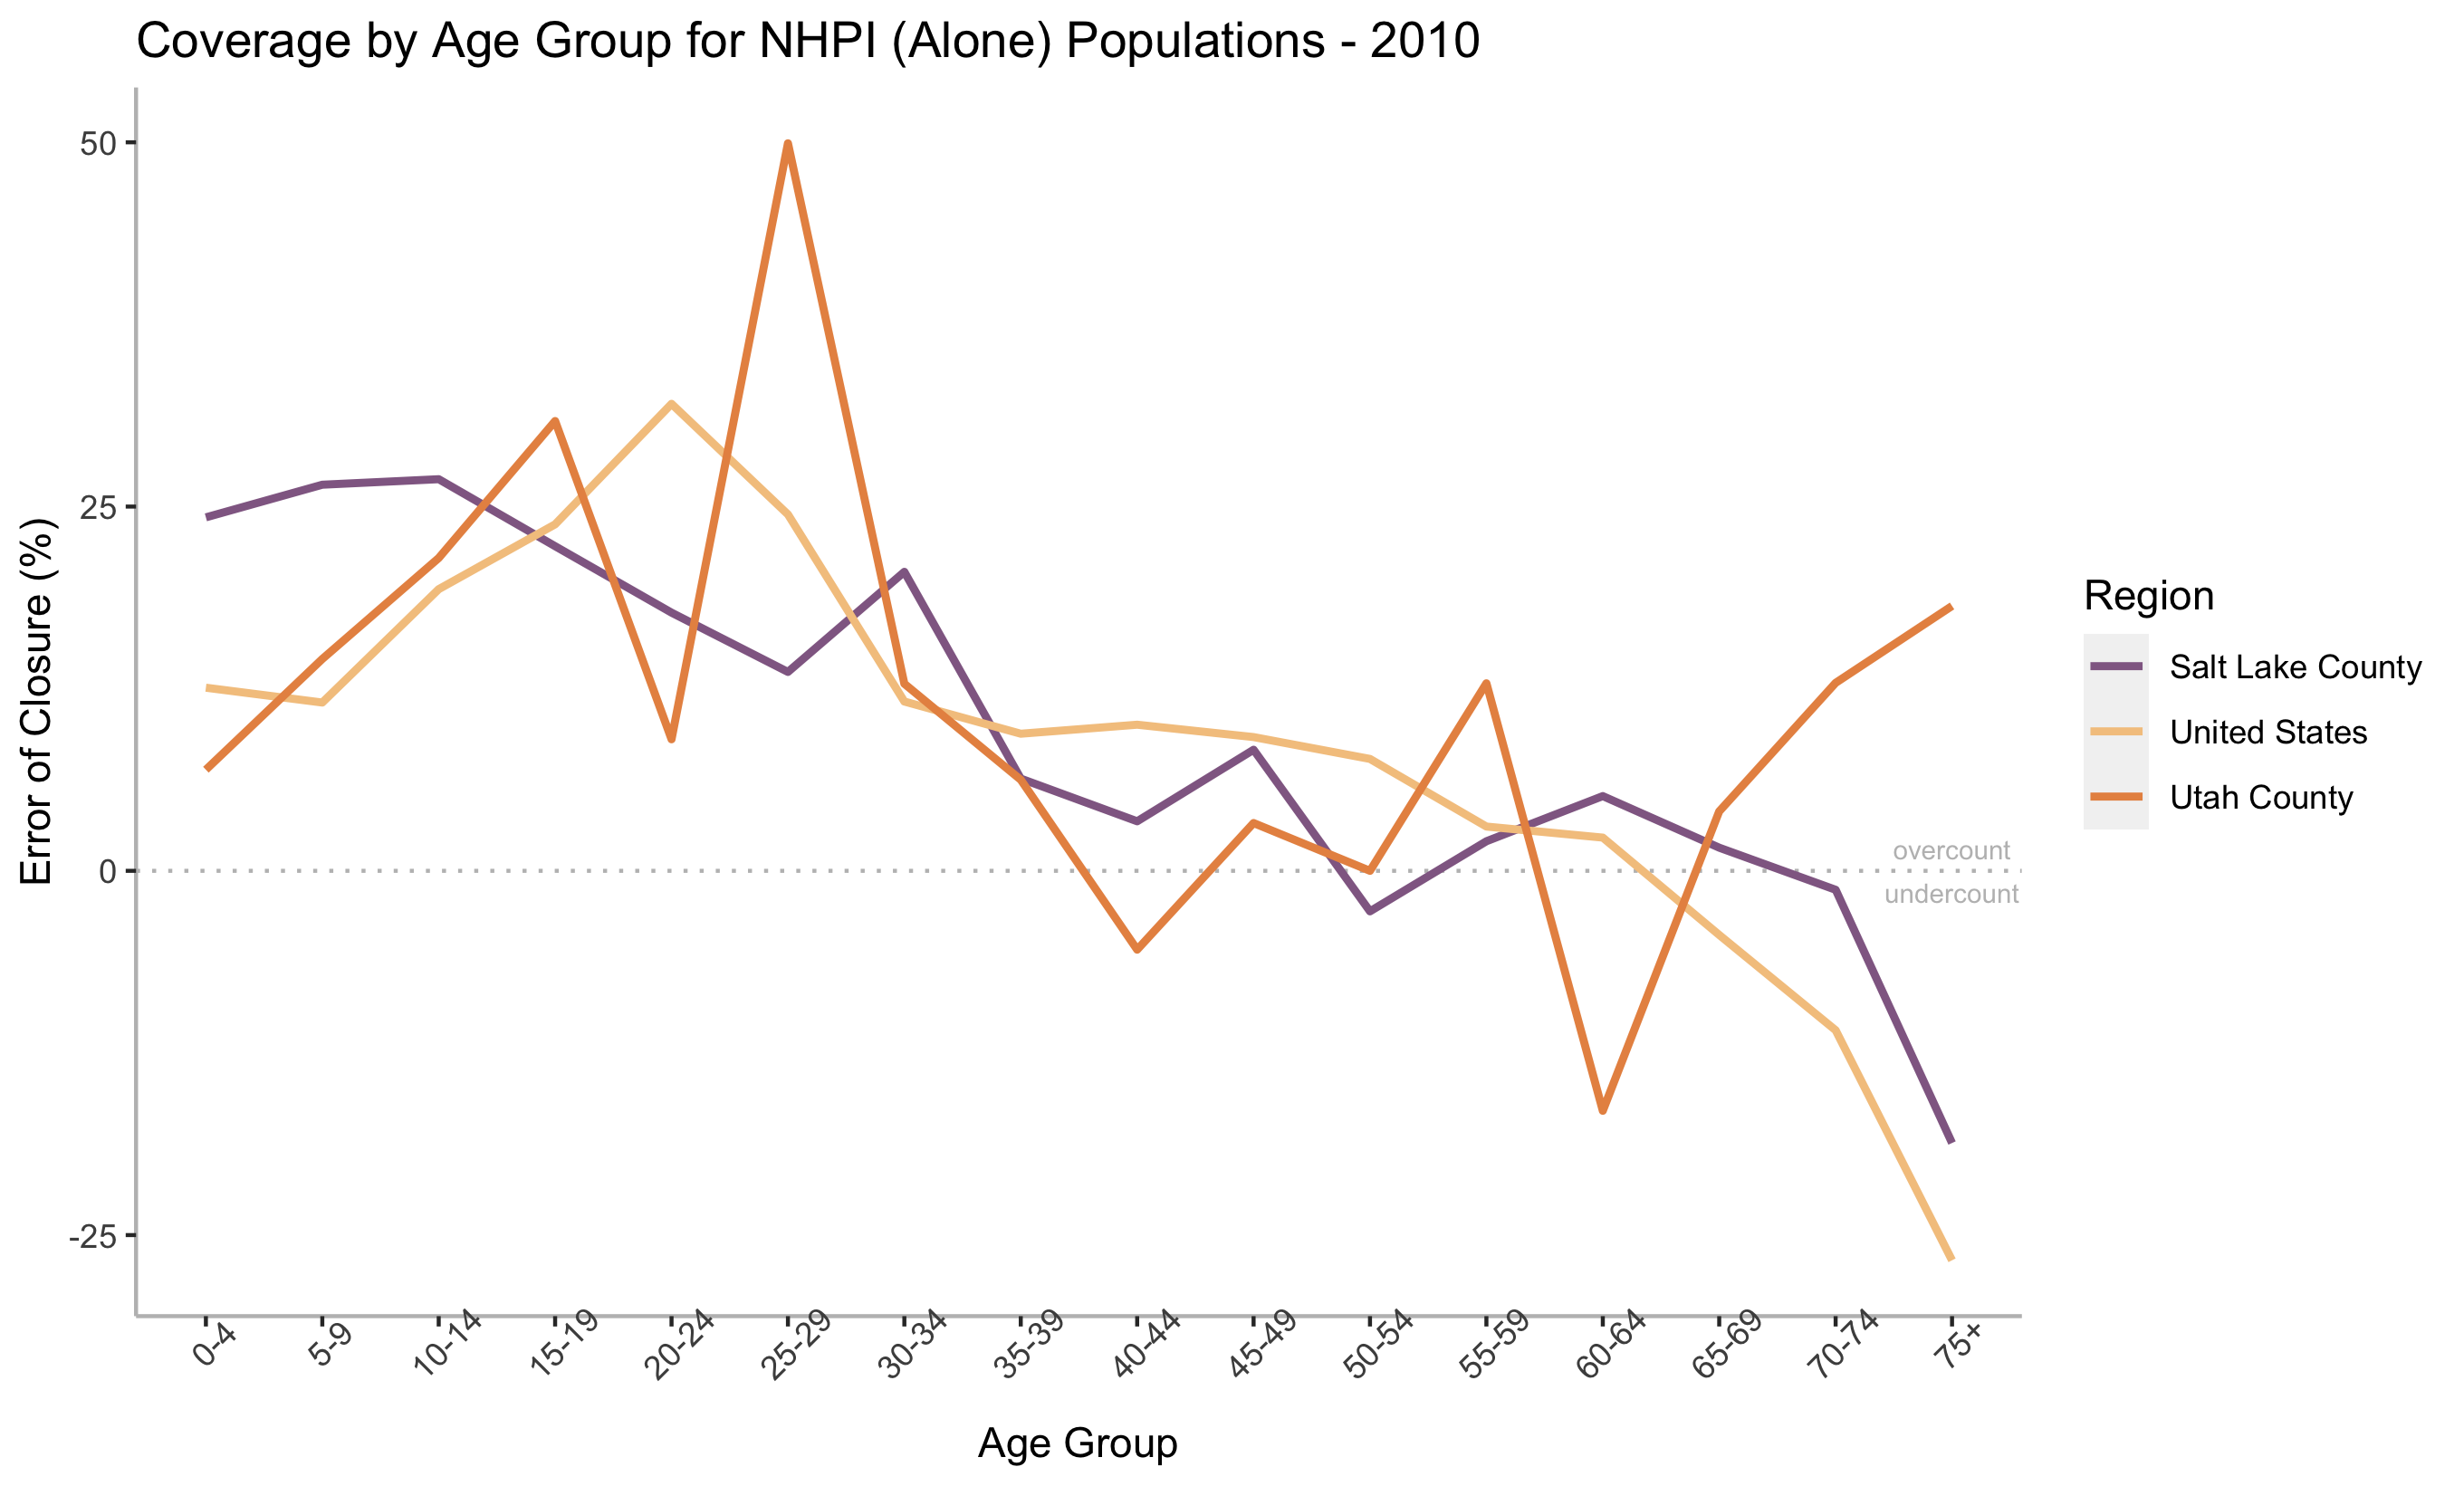 Coverage by Age Group for NHPI (Alone) Populations - 2010
Error of Closure (%)
50
25
0
-25
overcount
undercount
0-4
5-9
10-14
15-19
20-24
25-29
30-34
35-39
40-44
45-49
50-54
55-59
60-64
65-69
70-74
75+
Age Group
Region
Salt Lake County
United States
Utah County